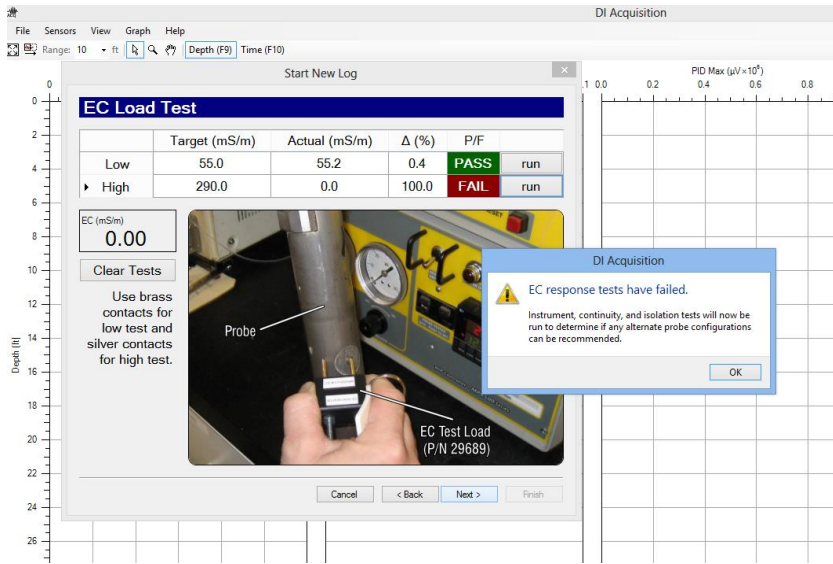 DI Acquisition
File Sensors View Graph Help
Range: 10 ft Depth (F9) Time (F10)
Start New Log
EC Load Test
Target (mS/m) Actual (mS/m) Δ (%) P/F
Low 55.0 55.2 0.4 PASS run
High 290.0 0.0 100.0 FAIL run
EC (mS/m)
0.00
Clear Tests
Use brass
contacts for
low test and
silver contacts
for high test.
Probe
EC Test Load
(P/N 29689)
Cancel < Back Next > Finish
DI Acquisition
EC response tests have failed.
Instrument, continuity, and isolation tests will now be
run to determine if any alternate probe configurations
can be recommended.
OK
PID Max (µV×10⁶)
.1 0.0 0.2 0.4 0.6 0.8
Depth (ft)
0
0
2
4
6
8
10
12
14
16
18
20
22
24
26